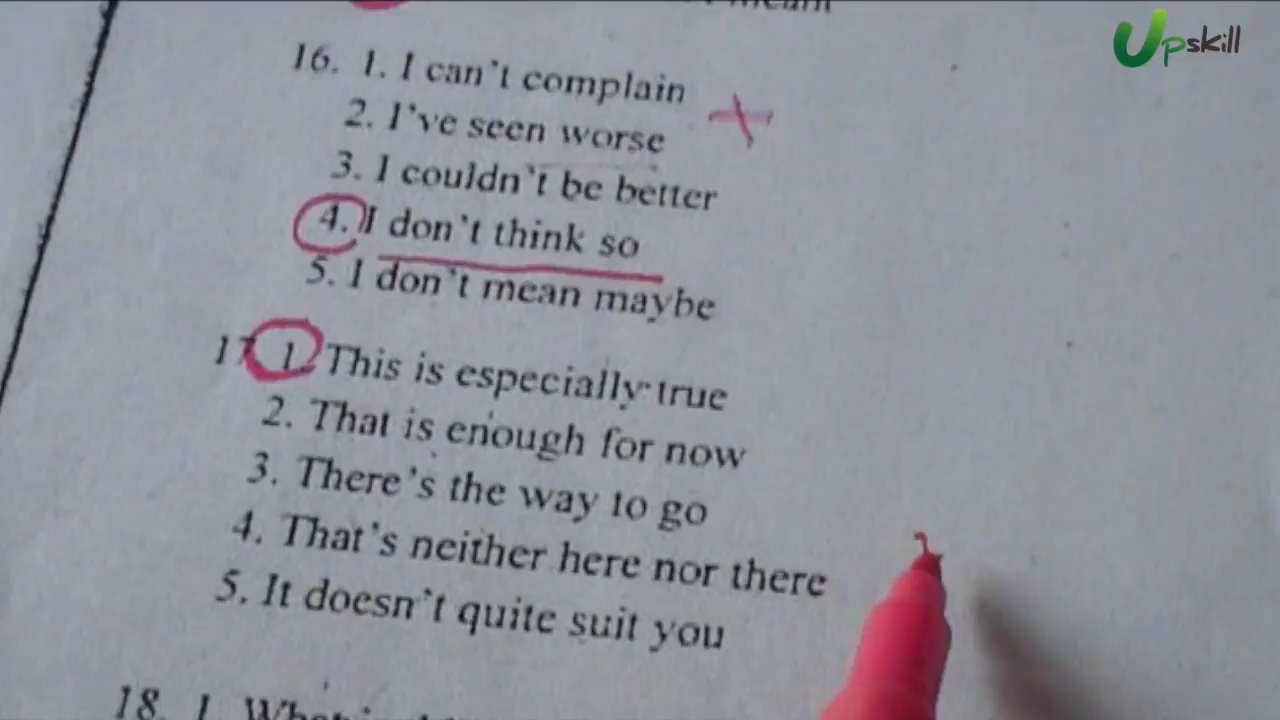 meant
Upskill
16. 1. I can't complain
2. I've seen worse
3. I couldn't be better
4. I don't think so
5. I don't mean maybe
17. 1. This is especially true
2. That is enough for now
3. There's the way to go
4. That's neither here nor there
5. It doesn't quite suit you
18. 1.